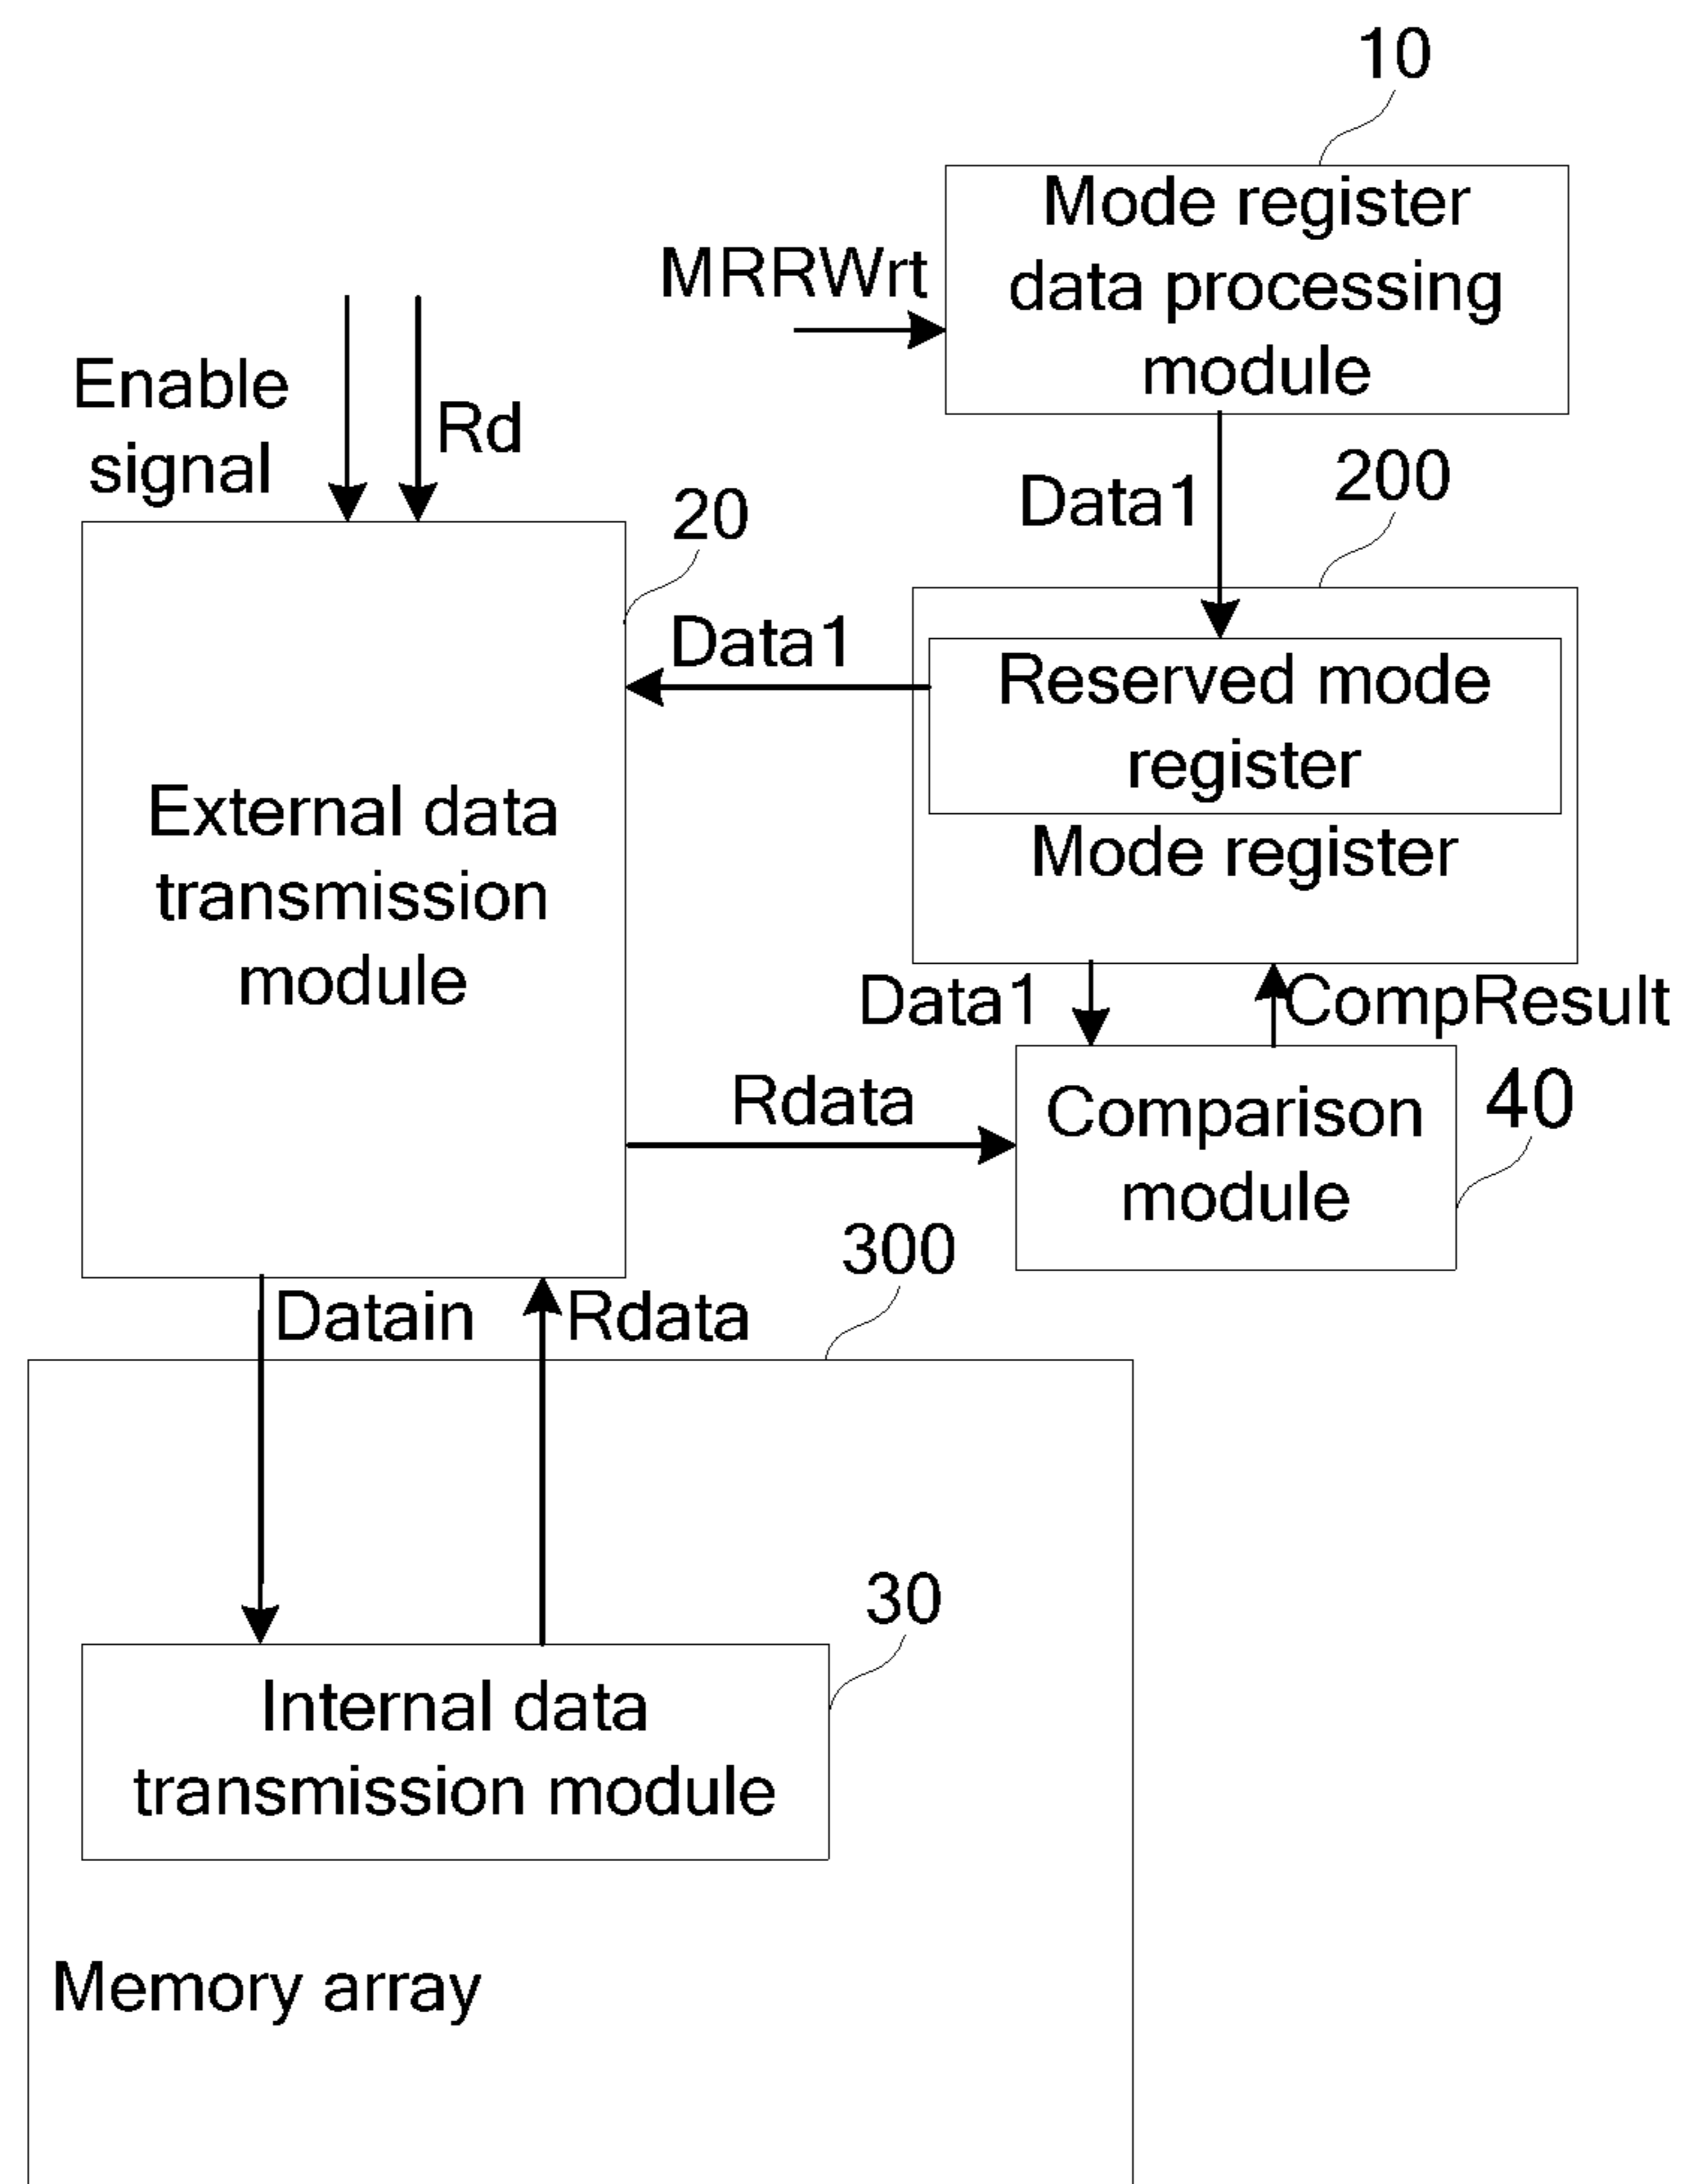 10
Mode register
data processing
module
MRRWrt
Enable
signal
Rd
Data1
200
20
Data1
Reserved mode
register
Mode register
External data
transmission
module
Data1
CompResult
Rdata
Comparison
module
40
300
Datain
Rdata
30
Internal data
transmission module
Memory array